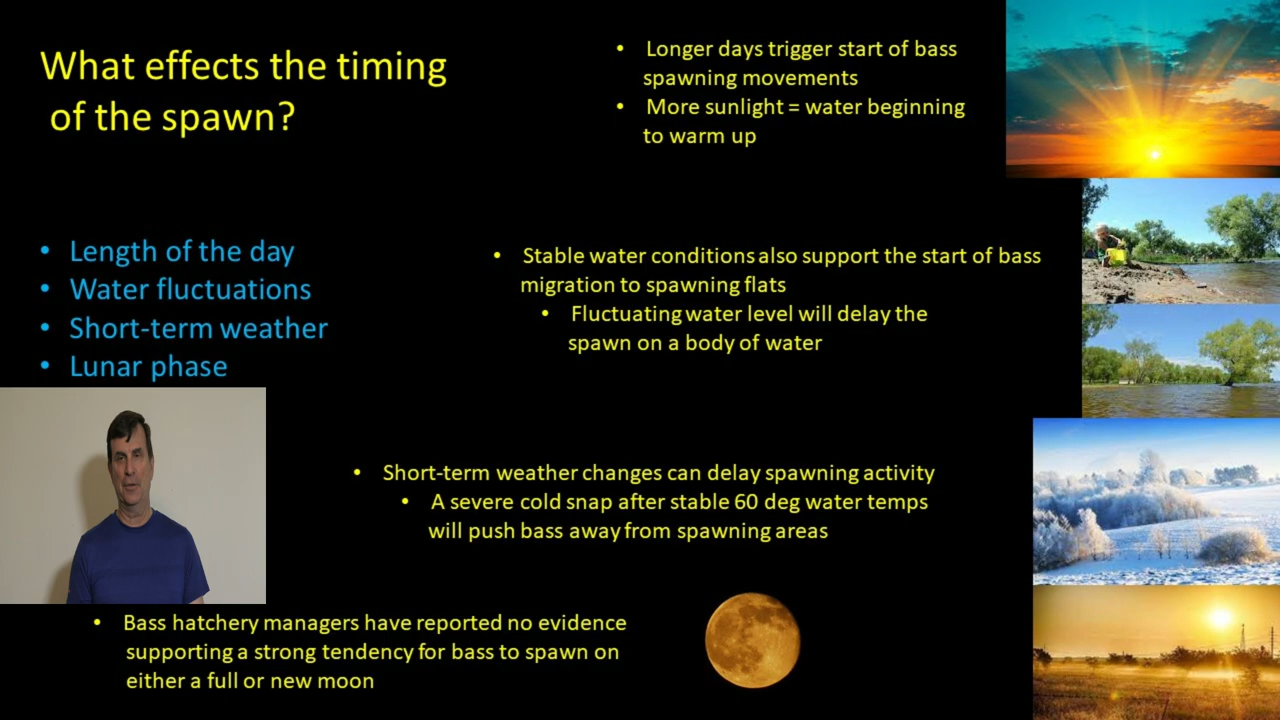 What effects the timing
of the spawn?
• Longer days trigger start of bass
spawning movements
• More sunlight = water beginning
to warm up
• Length of the day
• Water fluctuations
• Short-term weather
• Lunar phase
• Stable water conditions also support the start of bass
migration to spawning flats
• Fluctuating water level will delay the
spawn on a body of water
• Short-term weather changes can delay spawning activity
• A severe cold snap after stable 60 deg water temps
will push bass away from spawning areas
• Bass hatchery managers have reported no evidence
supporting a strong tendency for bass to spawn on
either a full or new moon